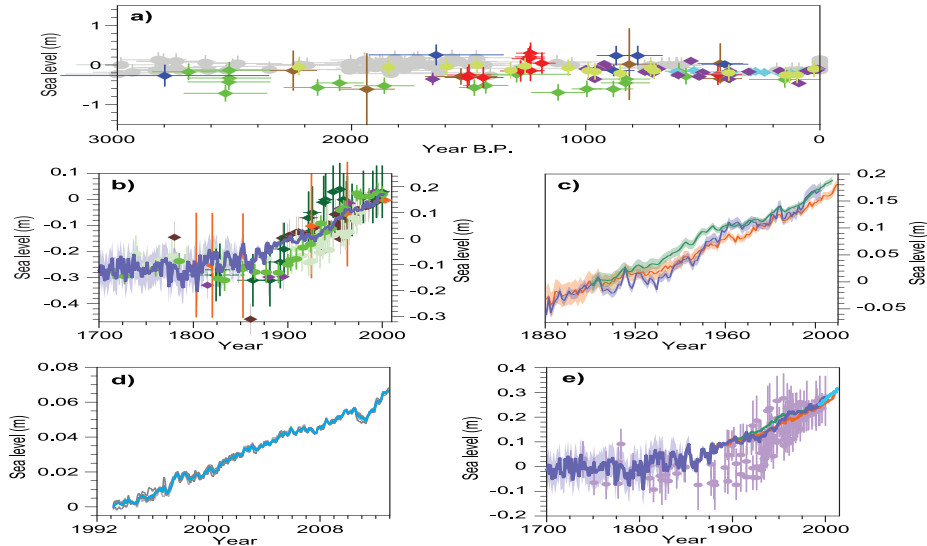 a)
Sea level (m)
1
0
-1
3000 2000 1000 0
Year B.P.
b)
Sea level (m)
0.1
0
-0.1
-0.2
-0.3
-0.4
0.2
0.1
0
-0.1
-0.2
-0.3
Sea level (m)
1700 1800 1900 2000
Year
c)
Sea level (m)
0.2
0.15
0.1
0.05
0
-0.05
1880 1920 1960 2000
Year
d)
Sea level (m)
0.08
0.06
0.04
0.02
0
1992 2000 2008
Year
e)
Sea level (m)
0.4
0.3
0.2
0.1
0
-0.1
-0.2
1700 1800 1900 2000
Year